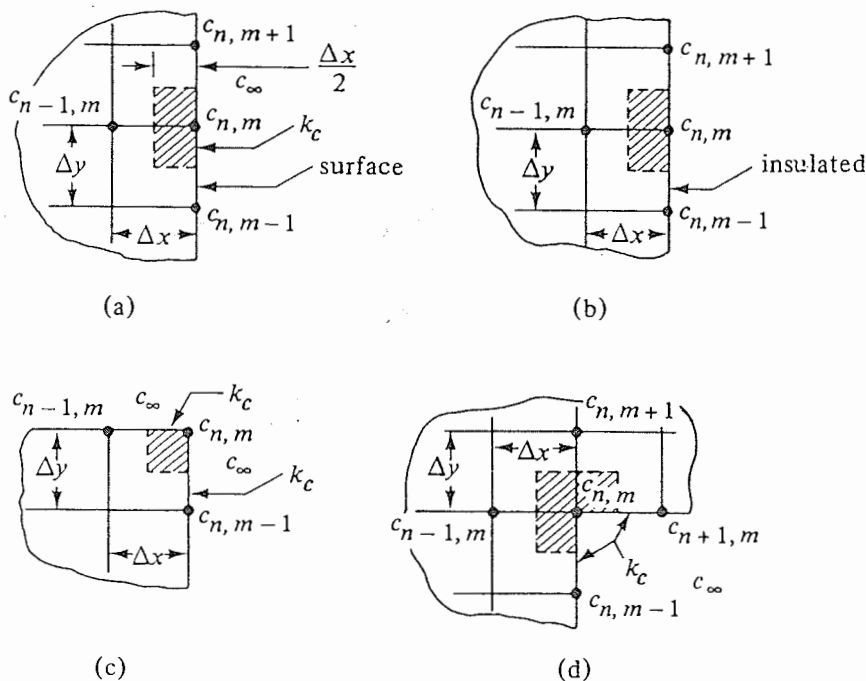 c_{n, m+1}
Δx/2
c_∞
c_{n-1, m}
c_{n, m}
k_c
Δy
surface
c_{n, m-1}
Δx
(a)
c_{n, m+1}
c_{n-1, m}
c_{n, m}
Δy
insulated
c_{n, m-1}
Δx
(b)
c_{n-1, m}
c_∞
k_c
c_{n, m}
Δy
c_∞
k_c
c_{n, m-1}
Δx
(c)
c_{n, m+1}
Δx
Δy
c_{n, m}
c_{n-1, m}
c_{n+1, m}
k_c
c_∞
c_{n, m-1}
(d)